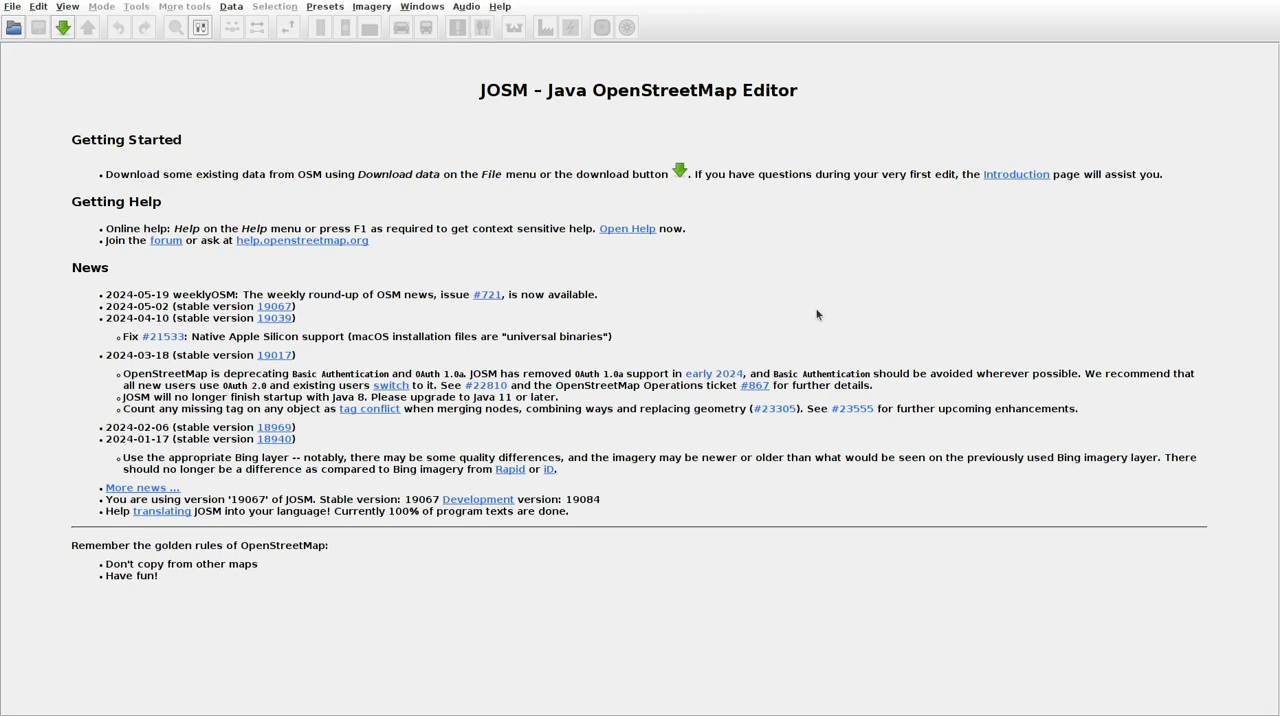 File Edit View Mode Tools More tools Data Selection Presets Imagery Windows Audio Help
JOSM – Java OpenStreetMap Editor
Getting Started
Download some existing data from OSM using Download data on the File menu or the download button . If you have questions during your very first edit, the Introduction page will assist you.
Getting Help
Online help: Help on the Help menu or press F1 as required to get context sensitive help. Open Help now.
Join the forum or ask at help.openstreetmap.org
News
2024-05-19 weeklyOSM: The weekly round-up of OSM news, issue #721, is now available.
2024-05-02 (stable version 19067)
2024-04-10 (stable version 19039)
Fix #21533: Native Apple Silicon support (macOS installation files are "universal binaries")
2024-03-18 (stable version 19017)
OpenStreetMap is deprecating Basic Authentication and OAuth 1.0a. JOSM has removed OAuth 1.0a support in early 2024, and Basic Authentication should be avoided wherever possible. We recommend that
all new users use OAuth 2.0 and existing users switch to it. See #22810 and the OpenStreetMap Operations ticket #867 for further details.
JOSM will no longer finish startup with Java 8. Please upgrade to Java 11 or later.
Count any missing tag on any object as tag conflict when merging nodes, combining ways and replacing geometry (#23305). See #23555 for further upcoming enhancements.
2024-02-06 (stable version 18969)
2024-01-17 (stable version 18940)
Use the appropriate Bing layer -- notably, there may be some quality differences, and the imagery may be newer or older than what would be seen on the previously used Bing imagery layer. There
should no longer be a difference as compared to Bing imagery from Rapid or iD.
More news ...
You are using version '19067' of JOSM. Stable version: 19067 Development version: 19084
Help translating JOSM into your language! Currently 100% of program texts are done.
Remember the golden rules of OpenStreetMap:
Don't copy from other maps
Have fun!